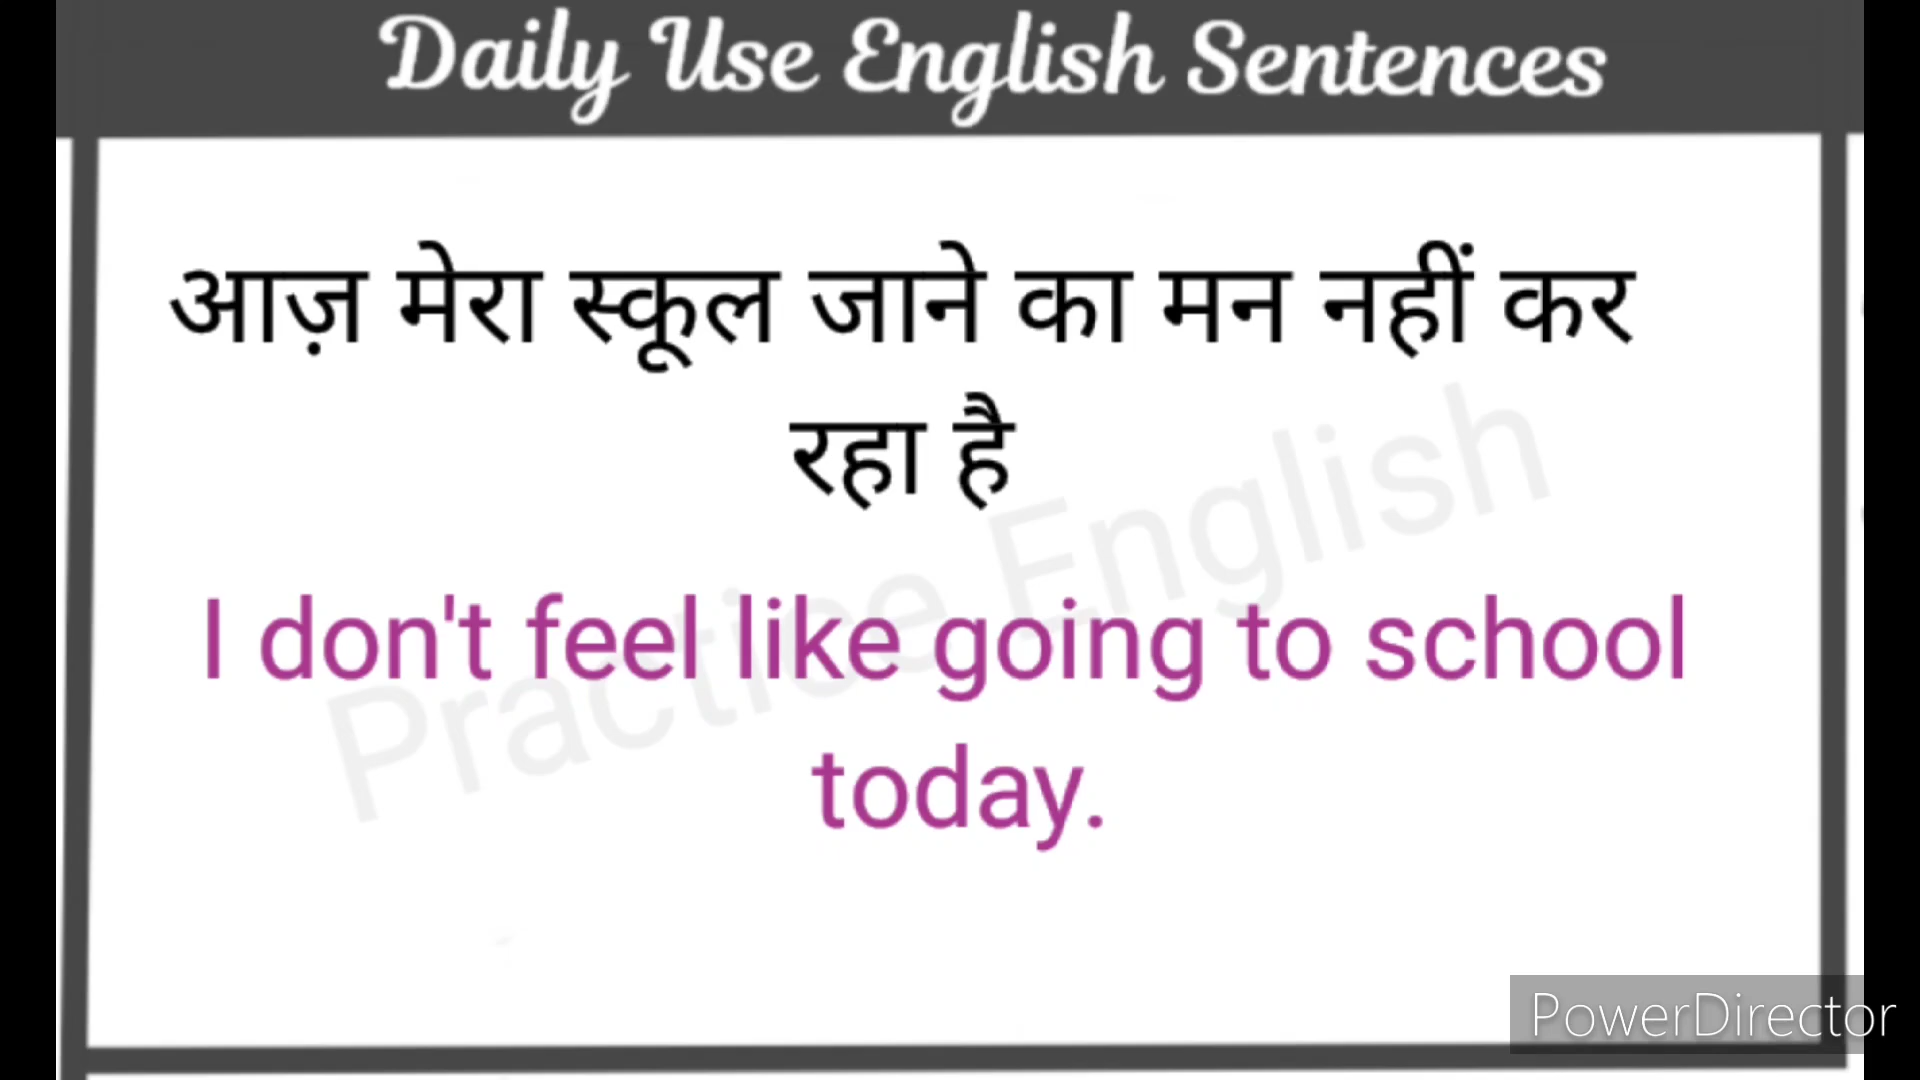 Daily Use English Sentences
आज़ मेरा स्कूल जाने का मन नहीं कर
रहा है
Practice English
I don't feel like going to school
today.
PowerDirector